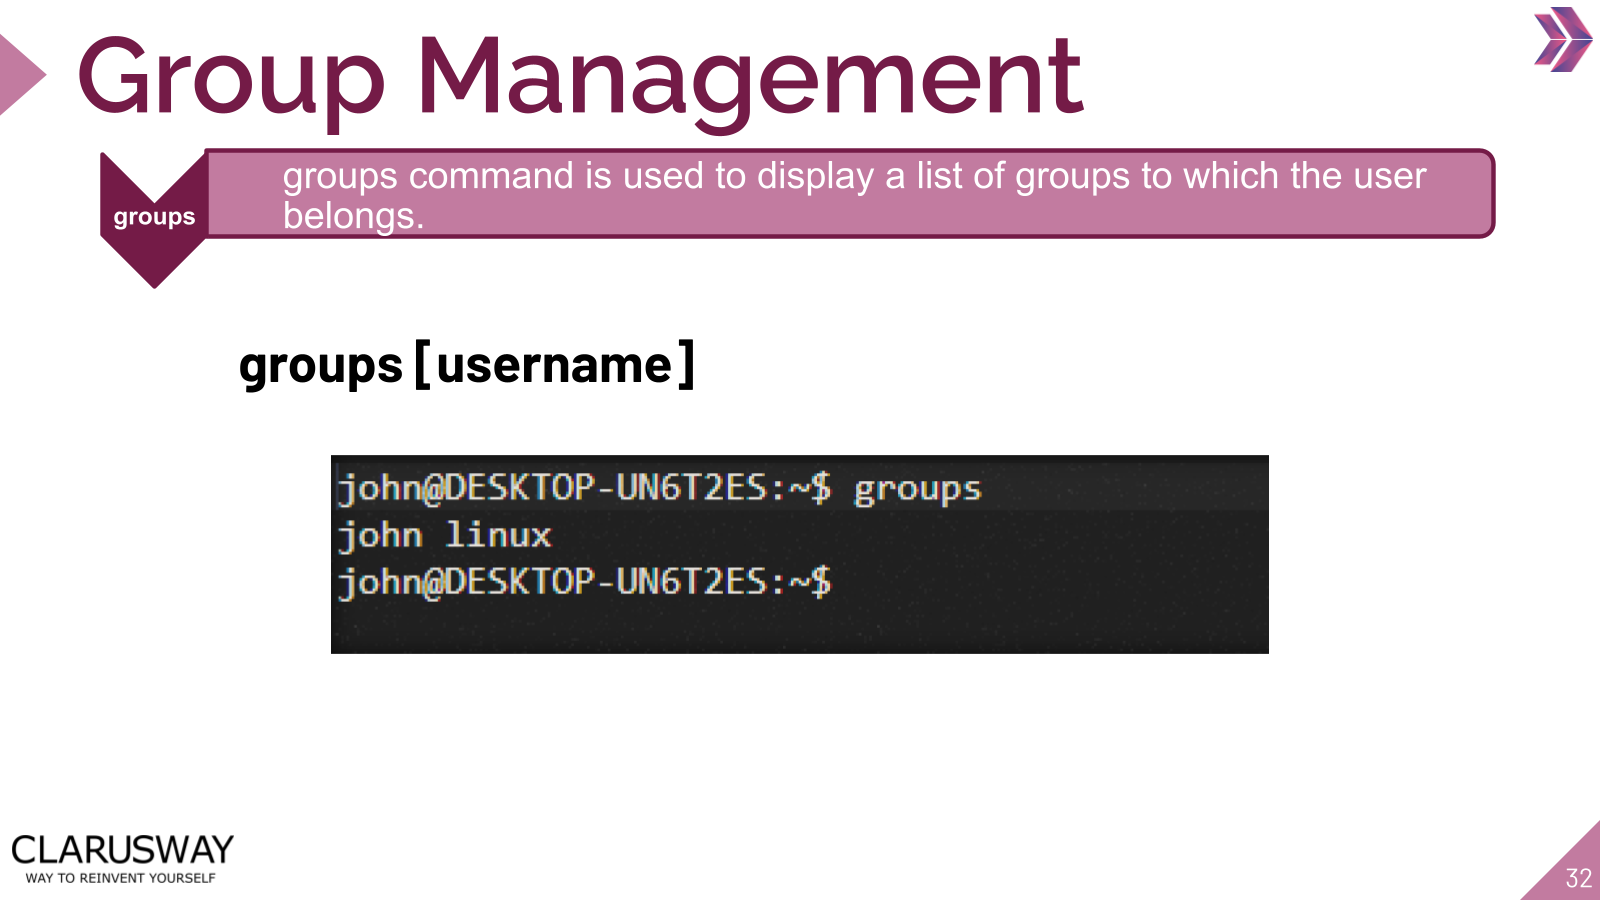 Group Management
groups command is used to display a list of groups to which the user
belongs.
groups
groups [username]
john@DESKTOP-UN6T2ES:~$ groups
john linux
john@DESKTOP-UN6T2ES:~$
CLARUSWAY
WAY TO REINVENT YOURSELF
32